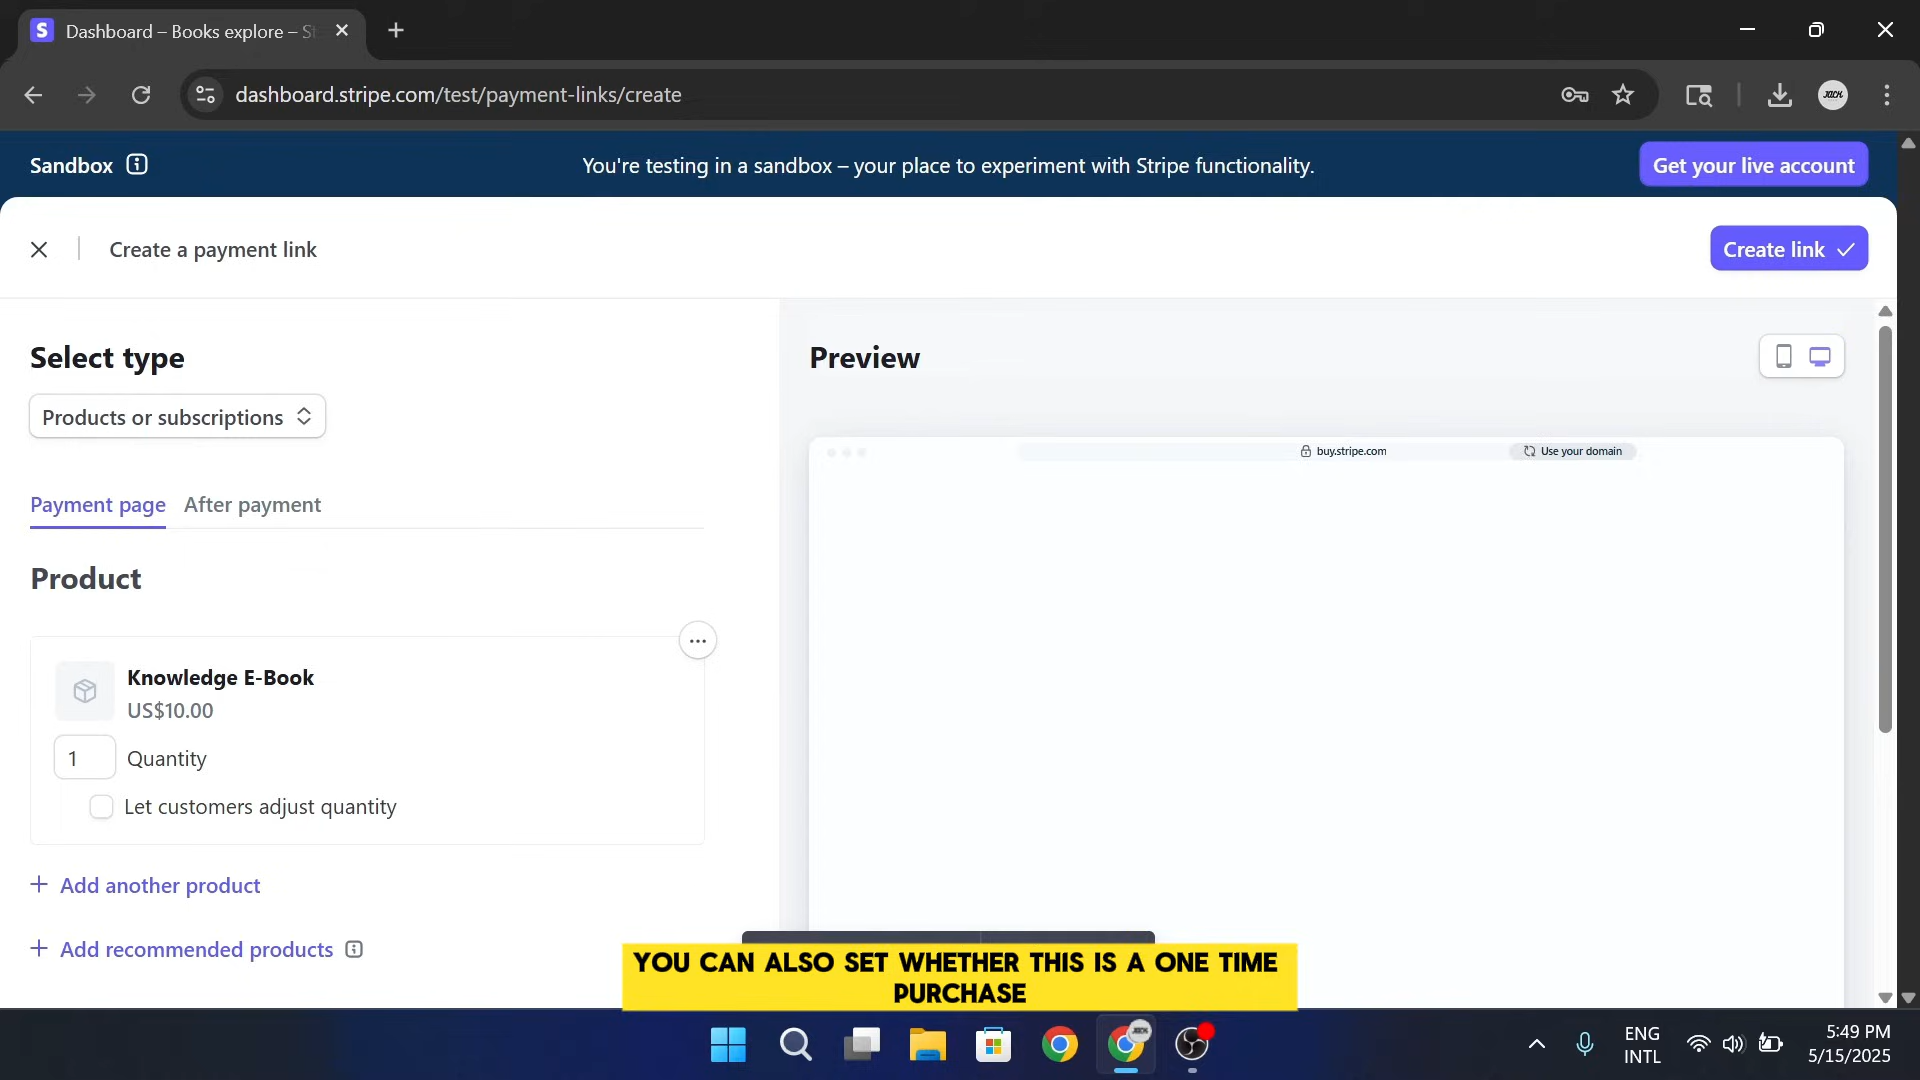 S Dashboard – Books explore – St
dashboard.stripe.com/test/payment-links/create
JACK
Sandbox
You're testing in a sandbox – your place to experiment with Stripe functionality.
Get your live account
Create a payment link
Create link
Select type
Preview
Products or subscriptions
buy.stripe.com
Use your domain
Payment page
After payment
Product
Knowledge E-Book
US$10.00
1
Quantity
Let customers adjust quantity
Add another product
Add recommended products
YOU CAN ALSO SET WHETHER THIS IS A ONE TIME
PURCHASE
JACK
ENG
INTL
5:49 PM
5/15/2025